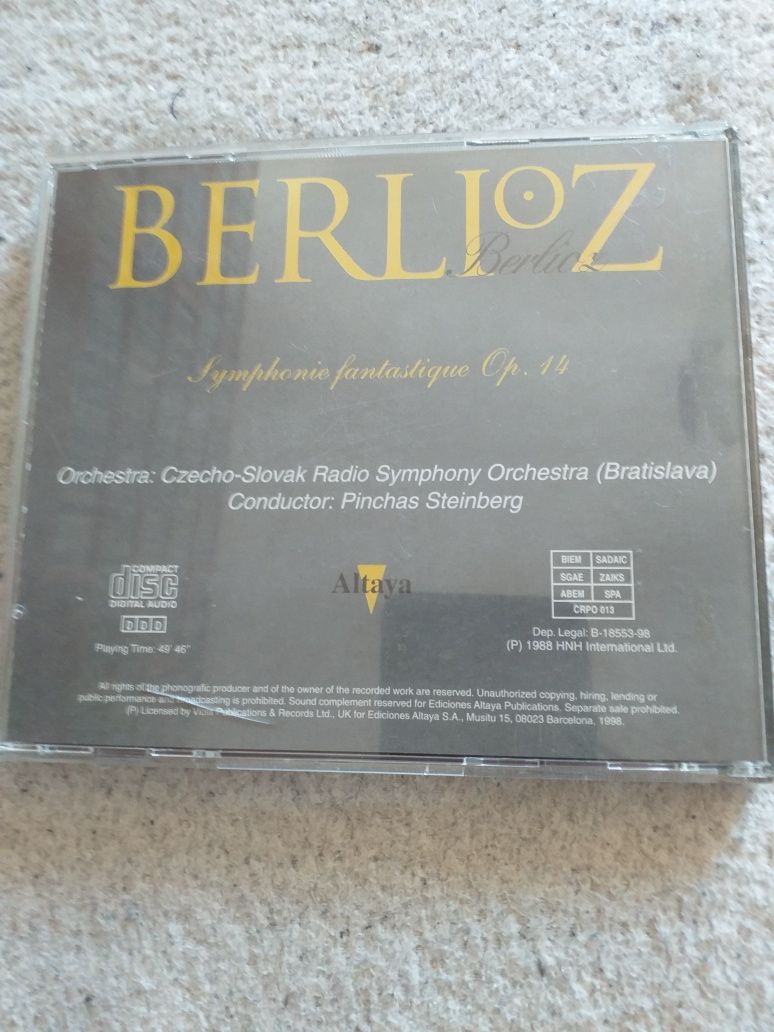 BERLIOZ
Berlioz
Symphonie fantastique Op. 14
Orchestra: Czecho-Slovak Radio Symphony Orchestra (Bratislava)
Conductor: Pinchas Steinberg
COMPACT
disc
DIGITAL AUDIO
DDD
Playing Time: 49' 46"
Altaya
BIEM SADAIC
SGAE ZAIKS
ABEM SPA
CRPO 013
Dep. Legal: B-18553-98
(P) 1988 HNH International Ltd.
All rights of the phonografic producer and of the owner of the recorded work are reserved. Unauthorized copying, hiring, lending or
public performance and broadcasting is prohibited. Sound complement reserved for Ediciones Altaya Publications. Separate sale prohibited.
(P) Licensed by Publications & Records Ltd., UK for Ediciones Altaya S.A., Musitu 15, 08023 Barcelona, 1998.